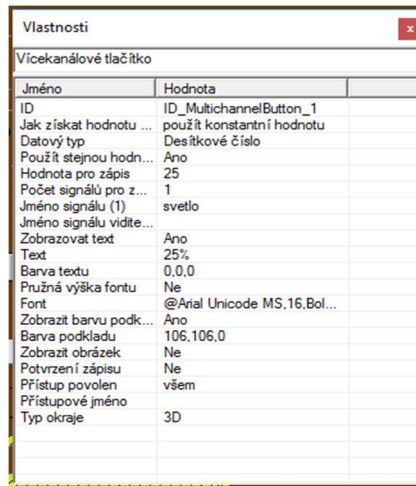 Vlastnosti
x
Vícekanálové tlačítko
Jméno Hodnota
ID ID_MultichannelButton_1
Jak získat hodnotu ... použít konstantní hodnotu
Datový typ Desítkové číslo
Použít stejnou hodn... Ano
Hodnota pro zápis 25
Počet signálů pro z... 1
Jméno signálu (1) svetlo
Jméno signálu vidite...
Zobrazovat text Ano
Text 25%
Barva textu 0,0,0
Pružná výška fontu Ne
Font @Arial Unicode MS,16,Bol...
Zobrazit barvu podk... Ano
Barva podkladu 106,106,0
Zobrazit obrázek Ne
Potvrzení zápisu Ne
Přístup povolen všem
Přístupové jméno
Typ okraje 3D